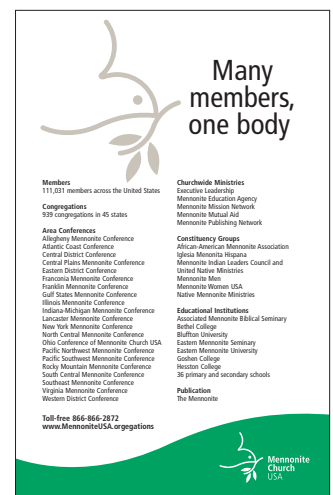 Many
members,
one body
Members
111,031 members across the United States
Congregations
939 congregations in 45 states
Area Conferences
Allegheny Mennonite Conference
Atlantic Coast Conference
Central District Conference
Central Plains Mennonite Conference
Eastern District Conference
Franconia Mennonite Conference
Franklin Mennonite Conference
Gulf States Mennonite Conference
Illinois Mennonite Conference
Indiana-Michigan Mennonite Conference
Lancaster Mennonite Conference
New York Mennonite Conference
North Central Mennonite Conference
Ohio Conference of Mennonite Church USA
Pacific Northwest Mennonite Conference
Pacific Southwest Mennonite Conference
Rocky Mountain Mennonite Conference
South Central Mennonite Conference
Southeast Mennonite Conference
Virginia Mennonite Conference
Western District Conference
Toll-free 866-866-2872
www.MennoniteUSA.orgegations
Churchwide Ministries
Executive Leadership
Mennonite Education Agency
Mennonite Mission Network
Mennonite Mutual Aid
Mennonite Publishing Network
Constituency Groups
African-American Mennonite Association
Iglesia Menonita Hispana
Mennonite Indian Leaders Council and
United Native Ministries
Mennonite Men
Mennonite Women USA
Native Mennonite Ministries
Educational Institutions
Associated Mennonite Biblical Seminary
Bethel College
Bluffton University
Eastern Mennonite Seminary
Eastern Mennonite University
Goshen College
Hesston College
36 primary and secondary schools
Publication
The Mennonite
Mennonite
Church
USA